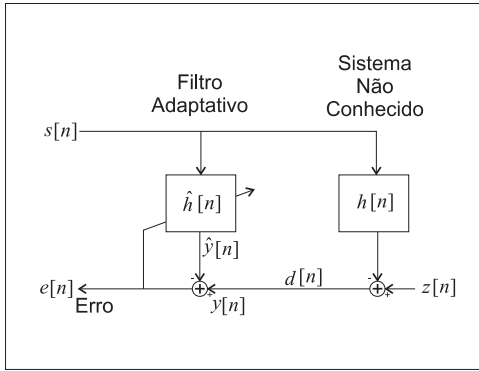 Filtro
Adaptativo
Sistema
Não
Conhecido
s[n]
ĥ[n]
h[n]
ŷ[n]
-
-
e[n]
Erro
+
+
y[n]
d[n]
+
+
z[n]